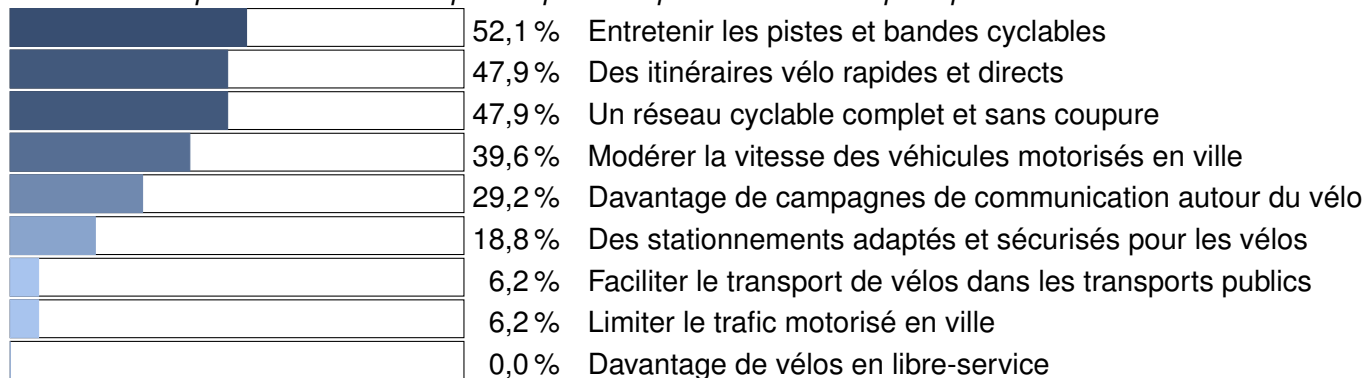 52,1 % Entretenir les pistes et bandes cyclables
47,9 % Des itinéraires vélo rapides et directs
47,9 % Un réseau cyclable complet et sans coupure
39,6 % Modérer la vitesse des véhicules motorisés en ville
29,2 % Davantage de campagnes de communication autour du vélo
18,8 % Des stationnements adaptés et sécurisés pour les vélos
6,2 % Faciliter le transport de vélos dans les transports publics
6,2 % Limiter le trafic motorisé en ville
0,0 % Davantage de vélos en libre-service